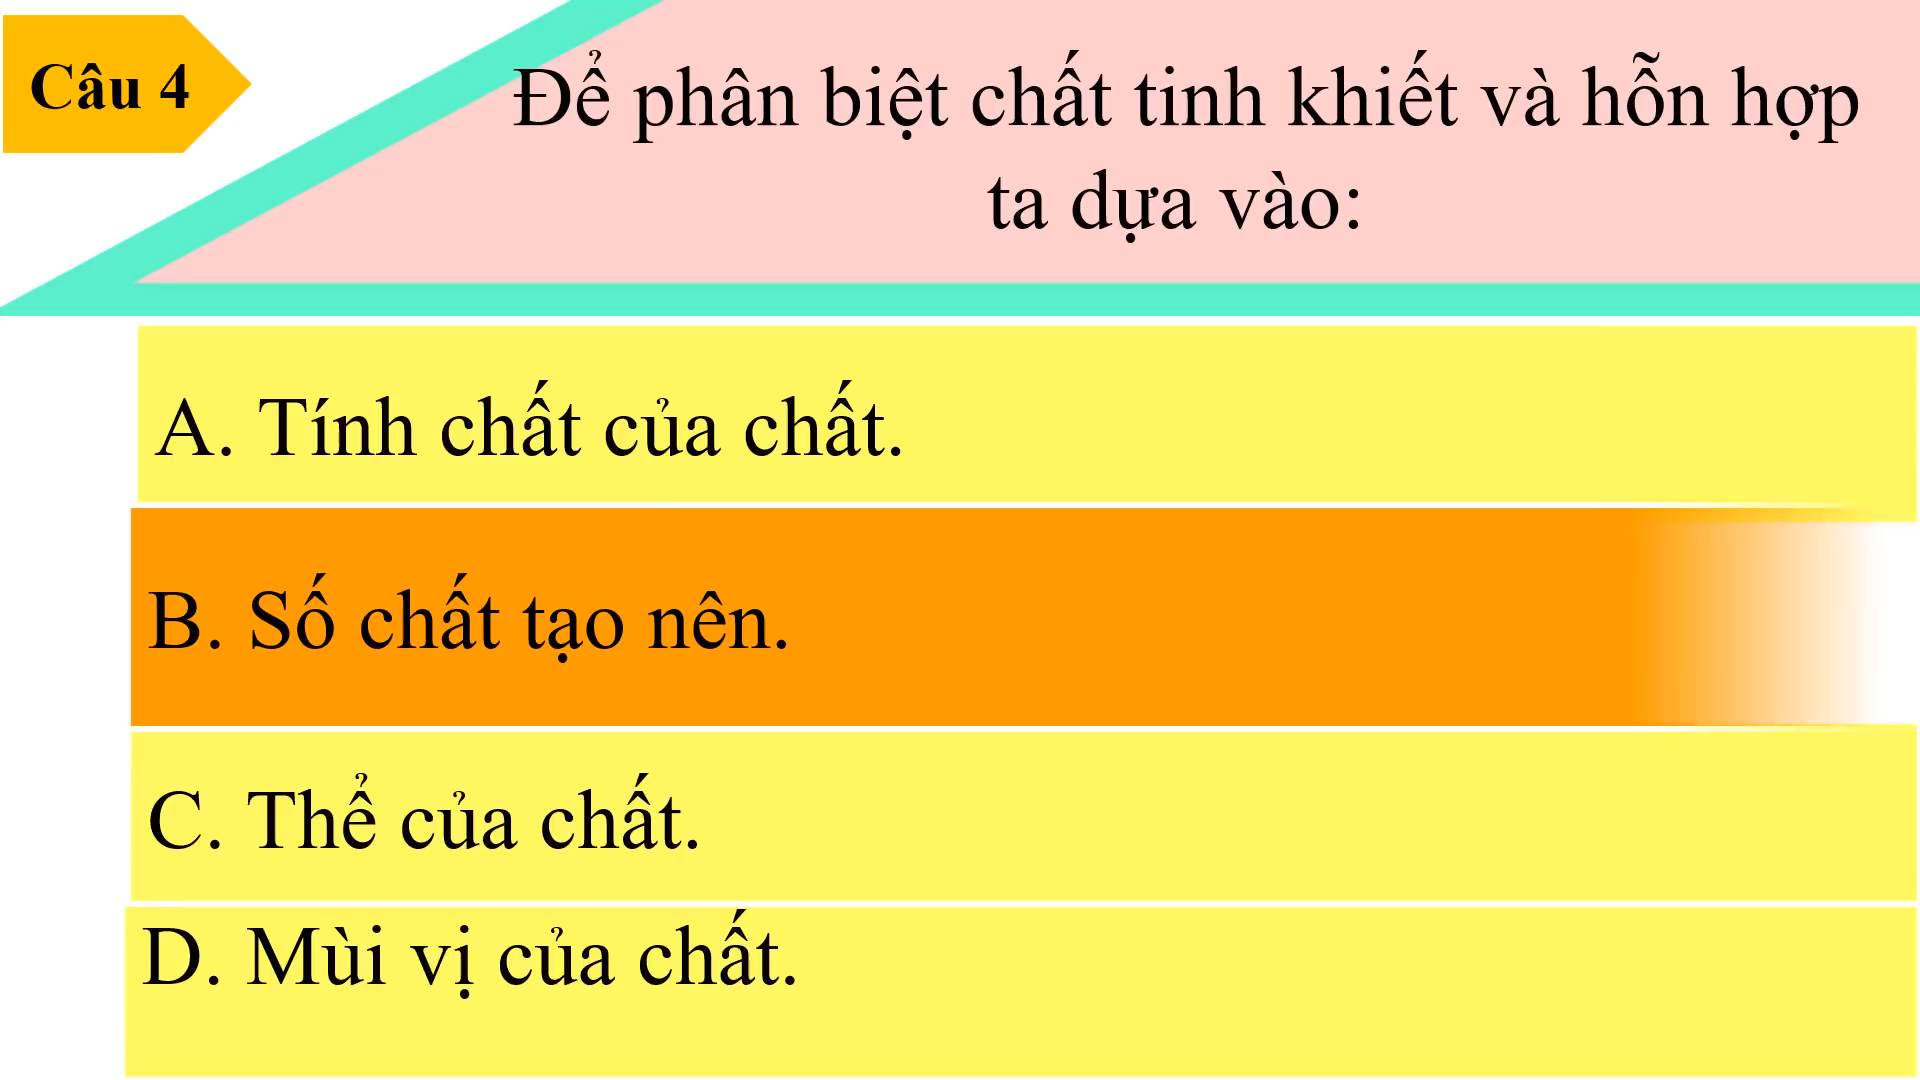 Câu 4
Để phân biệt chất tinh khiết và hỗn hợp
ta dựa vào:
A. Tính chất của chất.
B. Số chất tạo nên.
C. Thể của chất.
D. Mùi vị của chất.